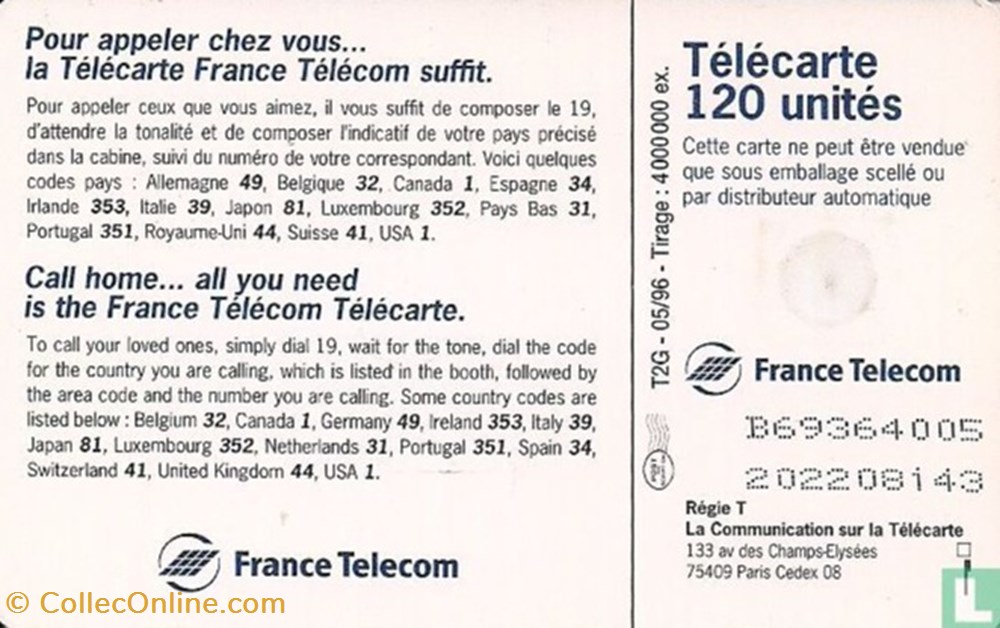 Pour appeler chez vous...
la Télécarte France Télécom suffit.
Pour appeler ceux que vous aimez, il vous suffit de composer le 19,
d'attendre la tonalité et de composer l'indicatif de votre pays précisé
dans la cabine, suivi du numéro de votre correspondant. Voici quelques
codes pays : Allemagne 49, Belgique 32, Canada 1, Espagne 34,
Irlande 353, Italie 39, Japon 81, Luxembourg 352, Pays Bas 31,
Portugal 351, Royaume-Uni 44, Suisse 41, USA 1.
Call home... all you need
is the France Télécom Télécarte.
To call your loved ones, simply dial 19, wait for the tone, dial the code
for the country you are calling, which is listed in the booth, followed by
the area code and the number you are calling. Some country codes are
listed below : Belgium 32, Canada 1, Germany 49, Ireland 353, Italy 39,
Japan 81, Luxembourg 352, Netherlands 31, Portugal 351, Spain 34,
Switzerland 41, United Kingdom 44, USA 1.
France Telecom
T2G - 05/96 - Tirage : 4 000 000 ex.
Télécarte
120 unités
Cette carte ne peut être vendue
que sous emballage scellé ou
par distributeur automatique
France Telecom
B69364005
202208143
Régie T
La Communication sur la Télécarte
133 av des Champs-Elysées
75409 Paris Cedex 08
© CollecOnline.com
L